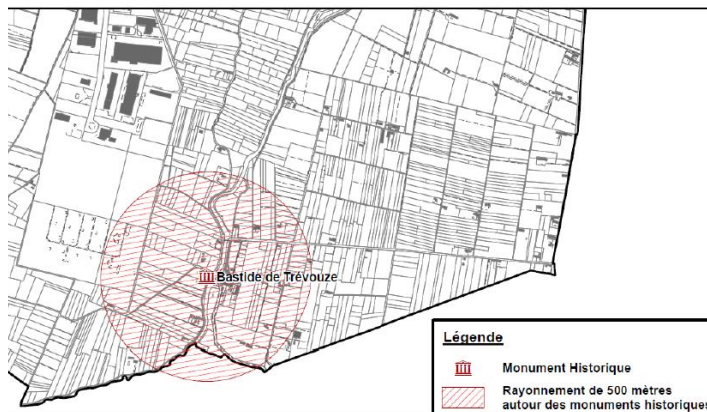 Bastide de Trévouze
Légende
Monument Historique
Rayonnement de 500 mètres
autour des monuments historiques